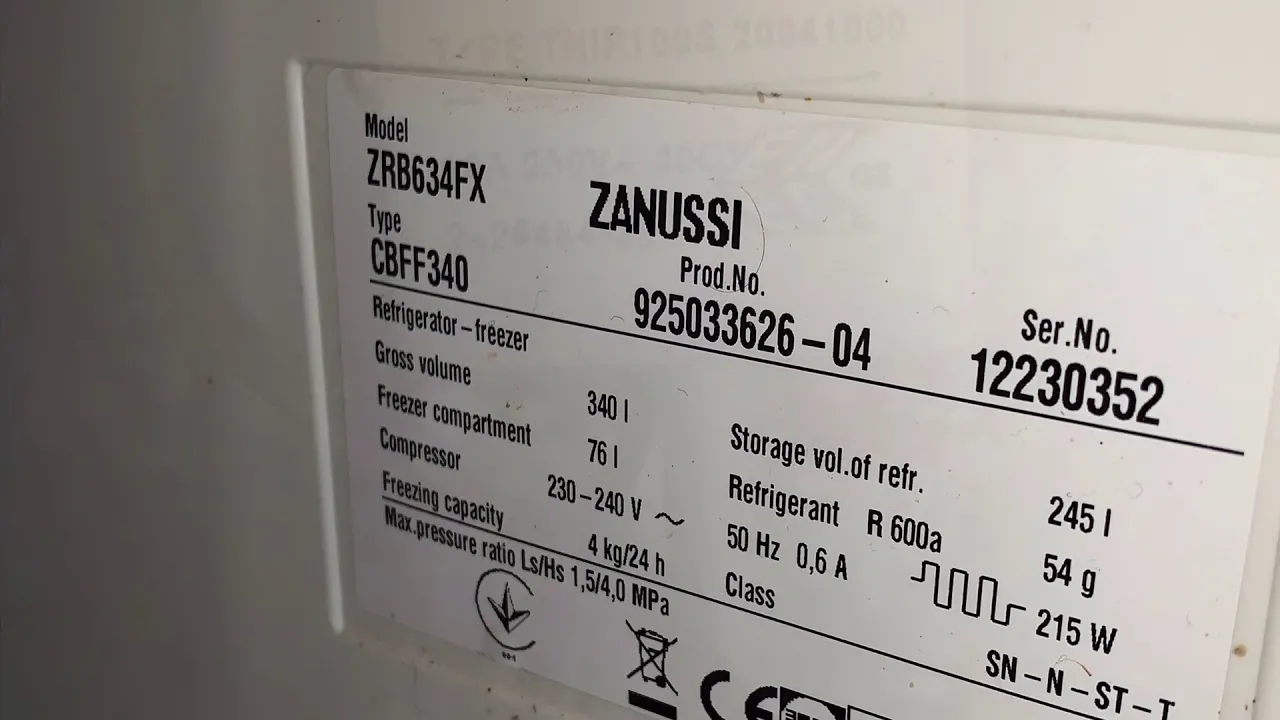 Model
ZRB634FX
ZANUSSI
Type
CBFF340
Prod.No.
925033626-04
Ser.No.
12230352
Refrigerator-freezer
Gross volume 340 l
Freezer compartment 76 l
Compressor 230-240 V ~
Freezing capacity 4 kg/24 h
Storage vol.of refr. 245 l
Refrigerant R 600a 54 g
50 Hz 0,6 A 215 W
Class SN-N-ST-T
Max.pressure ratio Ls/Hs 1,5/4,0 MPa
CE